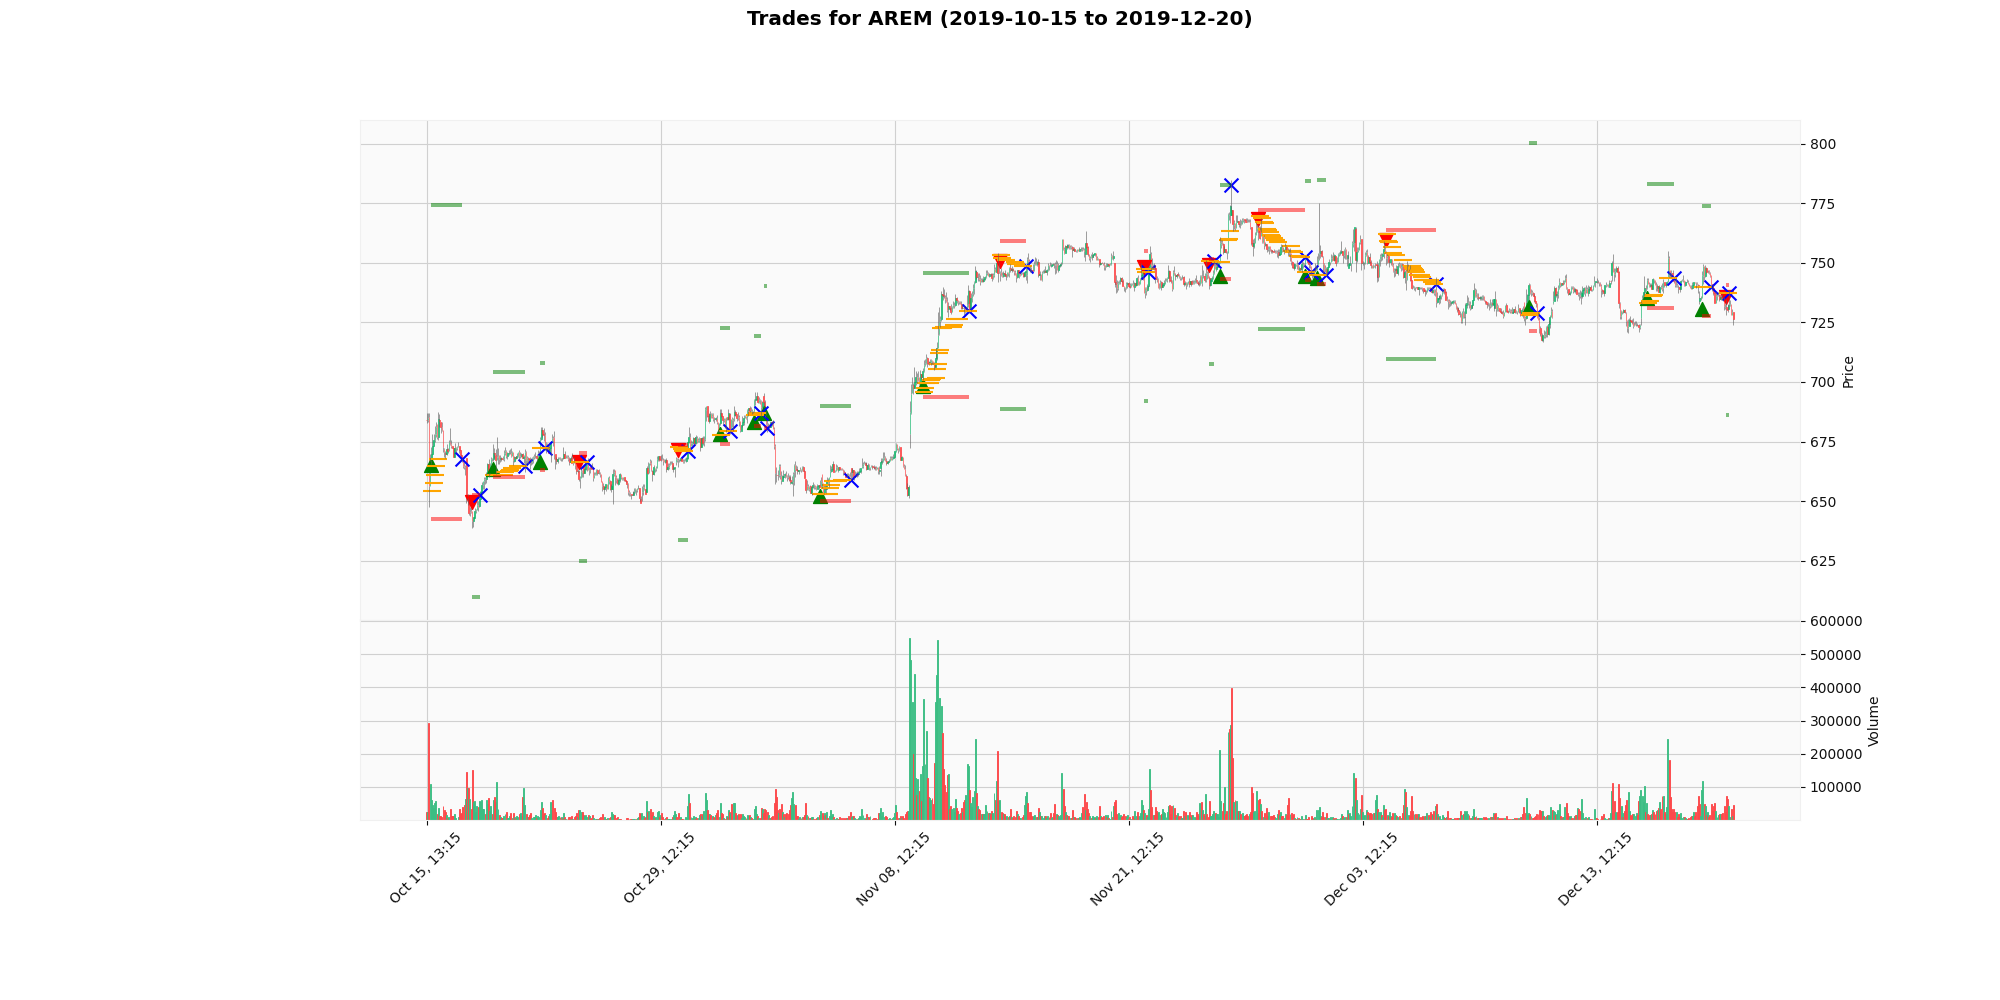 Trades for AREM (2019-10-15 to 2019-12-20)
800
775
750
725
700
675
650
625
600
Price
600000
500000
400000
300000
200000
100000
Volume
Oct 15, 13:15
Oct 29, 12:15
Nov 08, 12:15
Nov 21, 12:15
Dec 03, 12:15
Dec 13, 12:15